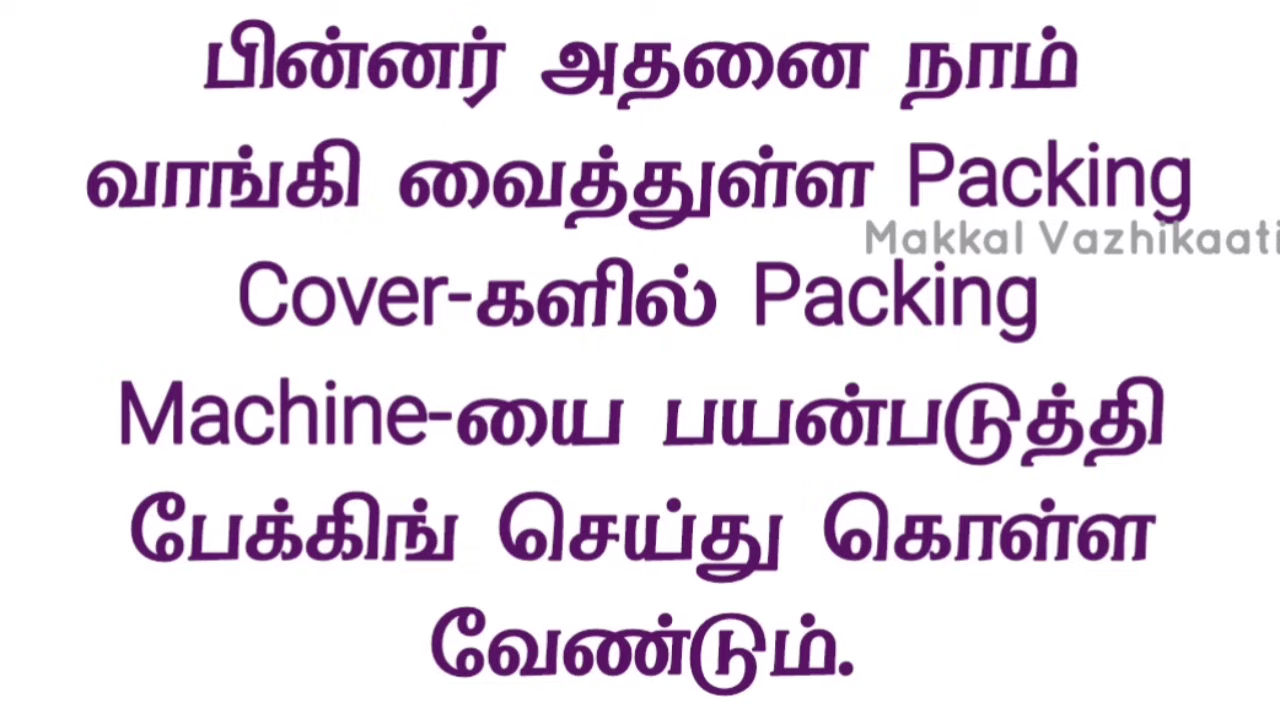 பின்னர் அதனை நாம்
வாங்கி வைத்துள்ள Packing
Makkal Vazhikaati
Cover-களில் Packing
Machine-யை பயன்படுத்தி
பேக்கிங் செய்து கொள்ள
வேண்டும்.